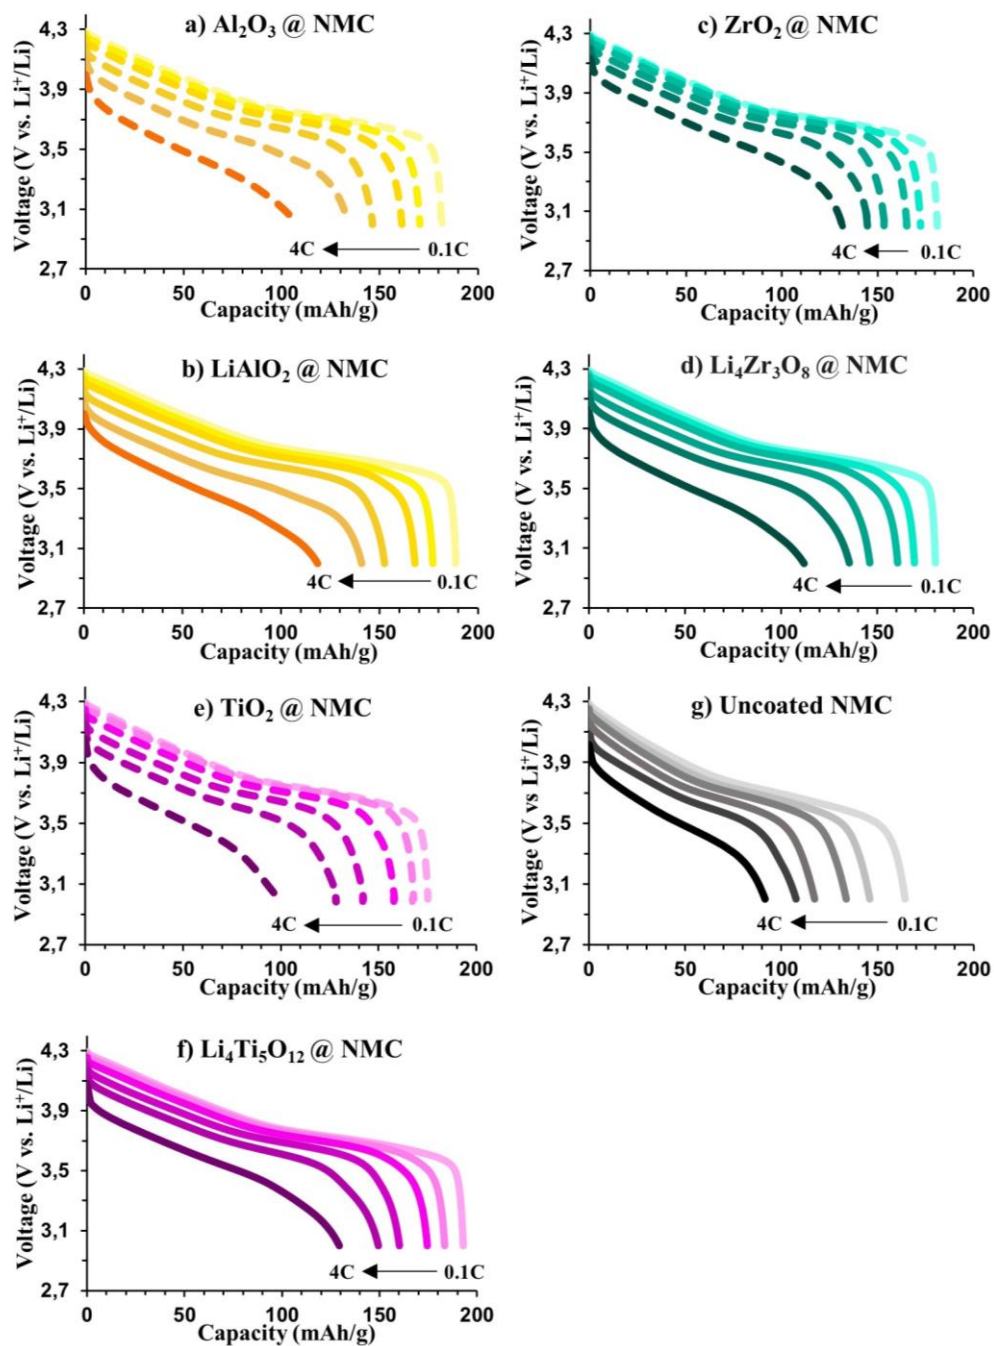 a) Al₂O₃ @ NMC
Voltage (V vs. Li⁺/Li)
4,3
3,9
3,5
3,1
2,7
4C
0.1C
0
50
100
150
200
Capacity (mAh/g)
c) ZrO₂ @ NMC
Voltage (V vs. Li⁺/Li)
4,3
3,9
3,5
3,1
2,7
4C
0.1C
0
50
100
150
200
Capacity (mAh/g)
b) LiAlO₂ @ NMC
Voltage (V vs. Li⁺/Li)
4,3
3,9
3,5
3,1
2,7
4C
0.1C
0
50
100
150
200
Capacity (mAh/g)
d) Li₄Zr₃O₈ @ NMC
Voltage (V vs. Li⁺/Li)
4,3
3,9
3,5
3,1
2,7
4C
0.1C
0
50
100
150
200
Capacity (mAh/g)
e) TiO₂ @ NMC
Voltage (V vs. Li⁺/Li)
4,3
3,9
3,5
3,1
2,7
4C
0.1C
0
50
100
150
200
Capacity (mAh/g)
g) Uncoated NMC
Voltage (V vs Li⁺/Li)
4,3
3,9
3,5
3,1
2,7
4C
0.1C
0
50
100
150
200
Capacity (mAh/g)
f) Li₄Ti₅O₁₂ @ NMC
Voltage (V vs. Li⁺/Li)
4,3
3,9
3,5
3,1
2,7
4C
0.1C
0
50
100
150
200
Capacity (mAh/g)